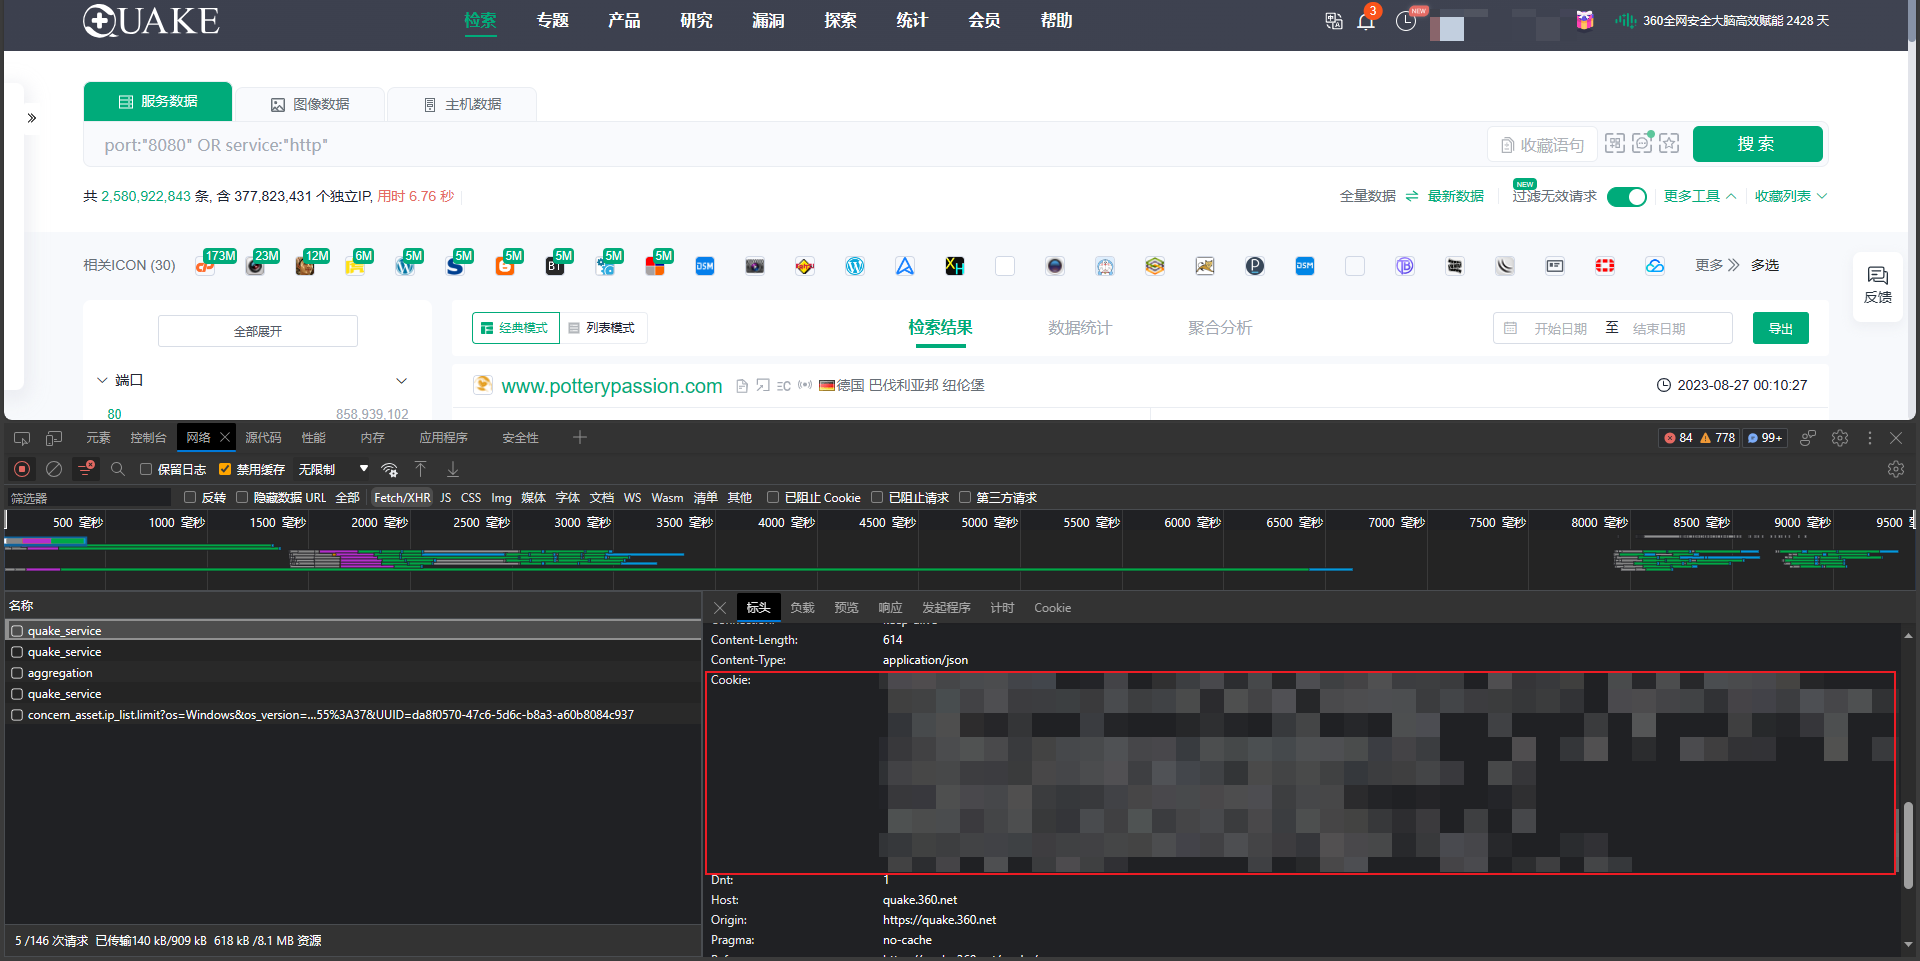 QUAKE
检索 专题 产品 研究 漏洞 探索 统计 会员 帮助
3 NEW 360全网安全大脑高效赋能 2428 天
服务数据 图像数据 主机数据
port:"8080" OR service:"http" 收藏语句 搜 索
共 2,580,922,843 条, 含 377,823,431 个独立IP, 用时 6.76 秒
全量数据 最新数据 NEW 过滤无效请求 更多工具 收藏列表
相关ICON (30) 173M 23M 12M 6M 5M 5M 5M 5M 5M 5M 更多 多选
反馈
全部展开
经典模式 列表模式 检索结果 数据统计 聚合分析 开始日期 至 结束日期 导出
端口
80 858,939,102
www.potterypassion.com 德国 巴伐利亚邦 纽伦堡 2023-08-27 00:10:27
元素 控制台 网络 源代码 性能 内存 应用程序 安全性 84 778 99+
保留日志 禁用缓存 无限制
筛选器 反转 隐藏数据 URL 全部 Fetch/XHR JS CSS Img 媒体 字体 文档 WS Wasm 清单 其他 已阻止 Cookie 已阻止请求 第三方请求
500 毫秒 1000 毫秒 1500 毫秒 2000 毫秒 2500 毫秒 3000 毫秒 3500 毫秒 4000 毫秒 4500 毫秒 5000 毫秒 5500 毫秒 6000 毫秒 6500 毫秒 7000 毫秒 7500 毫秒 8000 毫秒 8500 毫秒 9000 毫秒 9500
名称
quake_service
quake_service
aggregation
quake_service
concern_asset.ip_list.limit?os=Windows&os_version=...55%3A37&UUID=da8f0570-47c6-5d6c-b8a3-a60b8084c937
5 /146 次请求 已传输140 kB/909 kB 618 kB /8.1 MB 资源
标头 负载 预览 响应 发起程序 计时 Cookie
Content-Length: 614
Content-Type: application/json
Cookie:
Dnt: 1
Host: quake.360.net
Origin: https://quake.360.net
Pragma: no-cache